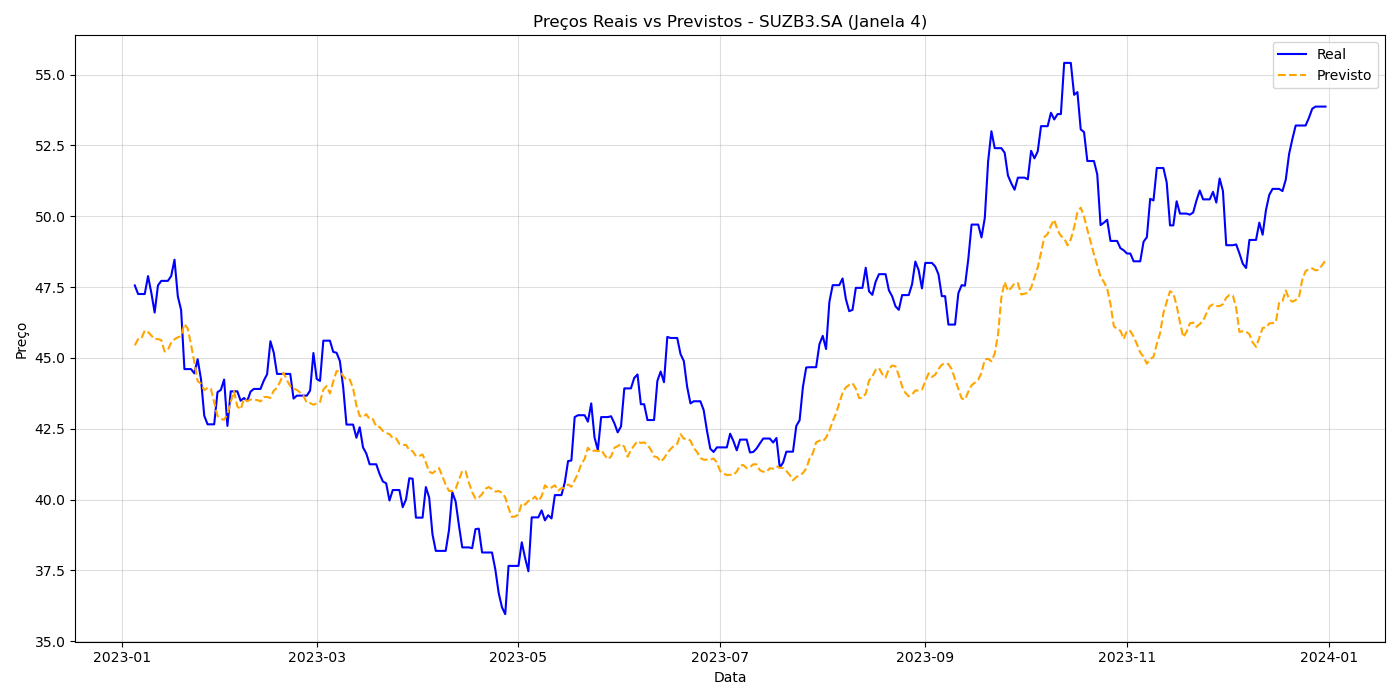 Preços Reais vs Previstos - SUZB3.SA (Janela 4)
Real
Previsto
Preço
55.0
52.5
50.0
47.5
45.0
42.5
40.0
37.5
35.0
2023-01 2023-03 2023-05 2023-07 2023-09 2023-11 2024-01
Data